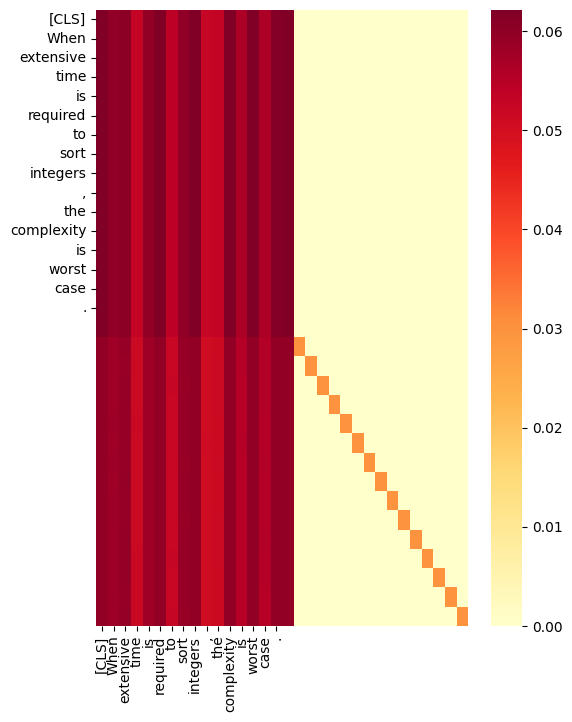 [CLS]
When
extensive
time
is
required
to
sort
integers
,
the
complexity
is
worst
case
.
0.06
0.05
0.04
0.03
0.02
0.01
0.00
[CLS]
When
extensive
time
is
required
to
sort
integers
,
the
complexity
is
worst
case
.